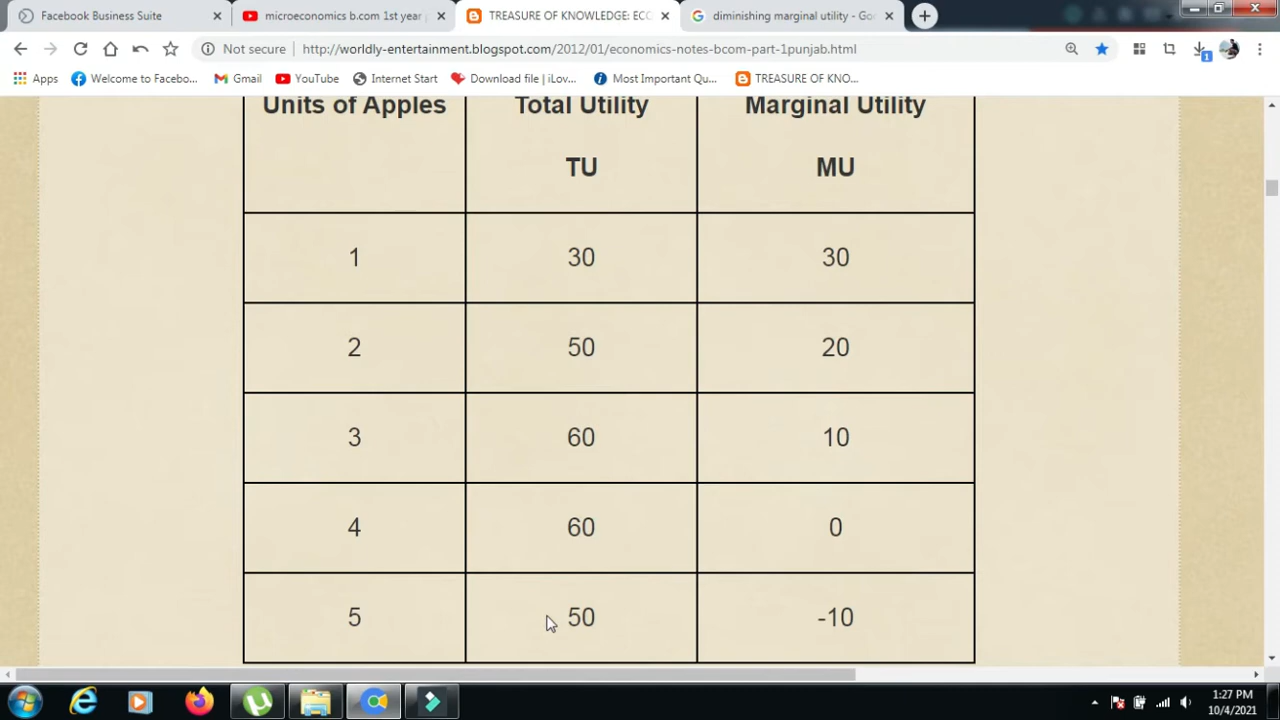 Facebook Business Suite
microeconomics b.com 1st year
TREASURE OF KNOWLEDGE: ECO
diminishing marginal utility - Goo
Not secure | http://worldly-entertainment.blogspot.com/2012/01/economics-notes-bcom-part-1punjab.html
Apps Welcome to Facebo... Gmail YouTube Internet Start Download file | iLov... Most Important Qu... TREASURE OF KNO...
Units of Apples Total Utility Marginal Utility
TU MU
1 30 30
2 50 20
3 60 10
4 60 0
5 50 -10
1:27 PM
10/4/2021